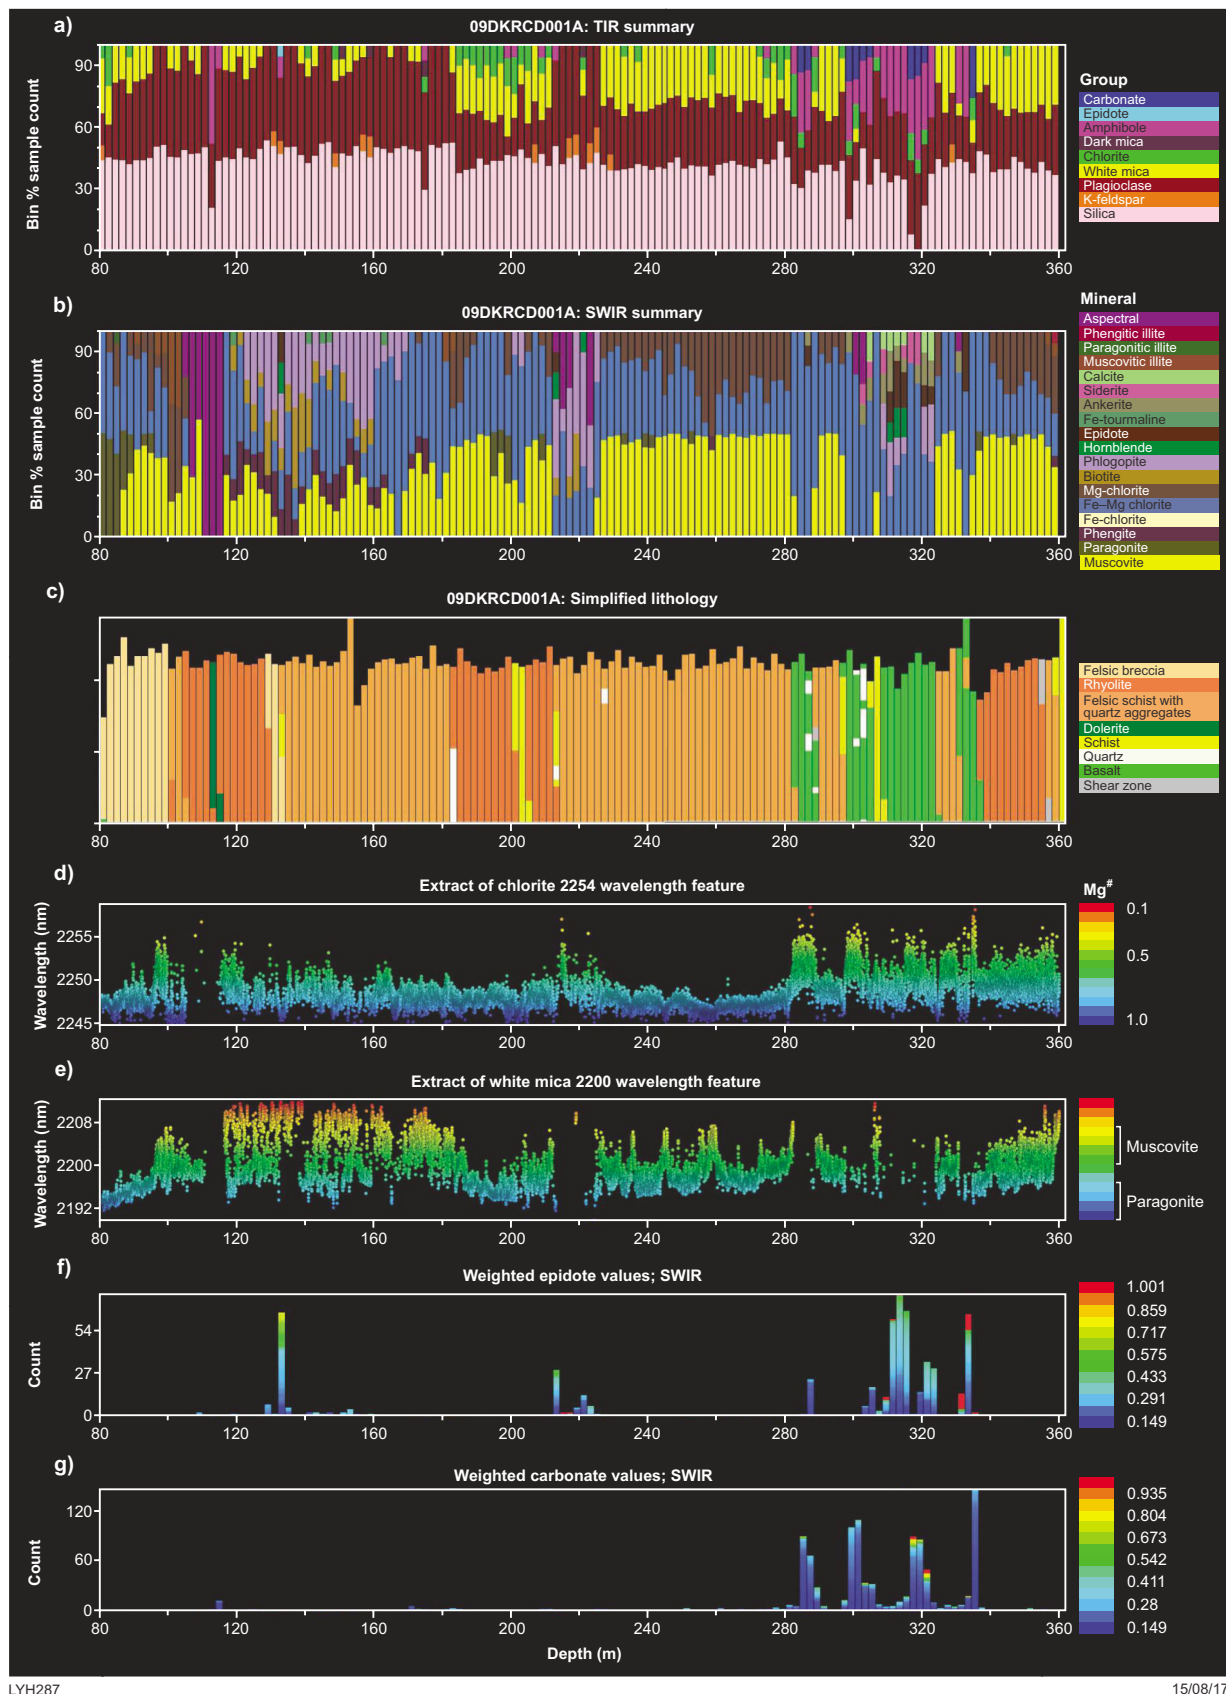 a)
09DKRCD001A: TIR summary
Bin % sample count
90
60
30
0
80 120 160 200 240 280 320 360
Group
Carbonate
Epidote
Amphibole
Dark mica
Chlorite
White mica
Plagioclase
K-feldspar
Silica
b)
09DKRCD001A: SWIR summary
Bin % sample count
90
60
30
0
80 120 160 200 240 280 320 360
Mineral
Aspectral
Phengitic illite
Paragonitic illite
Muscovitic illite
Calcite
Siderite
Ankerite
Fe-tourmaline
Epidote
Hornblende
Phlogopite
Biotite
Mg-chlorite
Fe–Mg chlorite
Fe-chlorite
Phengite
Paragonite
Muscovite
c)
09DKRCD001A: Simplified lithology
80 120 160 200 240 280 320 360
Felsic breccia
Rhyolite
Felsic schist with
quartz aggregates
Dolerite
Schist
Quartz
Basalt
Shear zone
d)
Extract of chlorite 2254 wavelength feature
Wavelength (nm)
2255
2250
2245
80 120 160 200 240 280 320 360
Mg#
0.1
0.5
1.0
e)
Extract of white mica 2200 wavelength feature
Wavelength (nm)
2208
2200
2192
80 120 160 200 240 280 320 360
Muscovite
Paragonite
f)
Weighted epidote values; SWIR
Count
54
27
0
80 120 160 200 240 280 320 360
1.001
0.859
0.717
0.575
0.433
0.291
0.149
g)
Weighted carbonate values; SWIR
Count
120
60
0
80 120 160 200 240 280 320 360
Depth (m)
0.935
0.804
0.673
0.542
0.411
0.28
0.149
LYH287
15/08/17